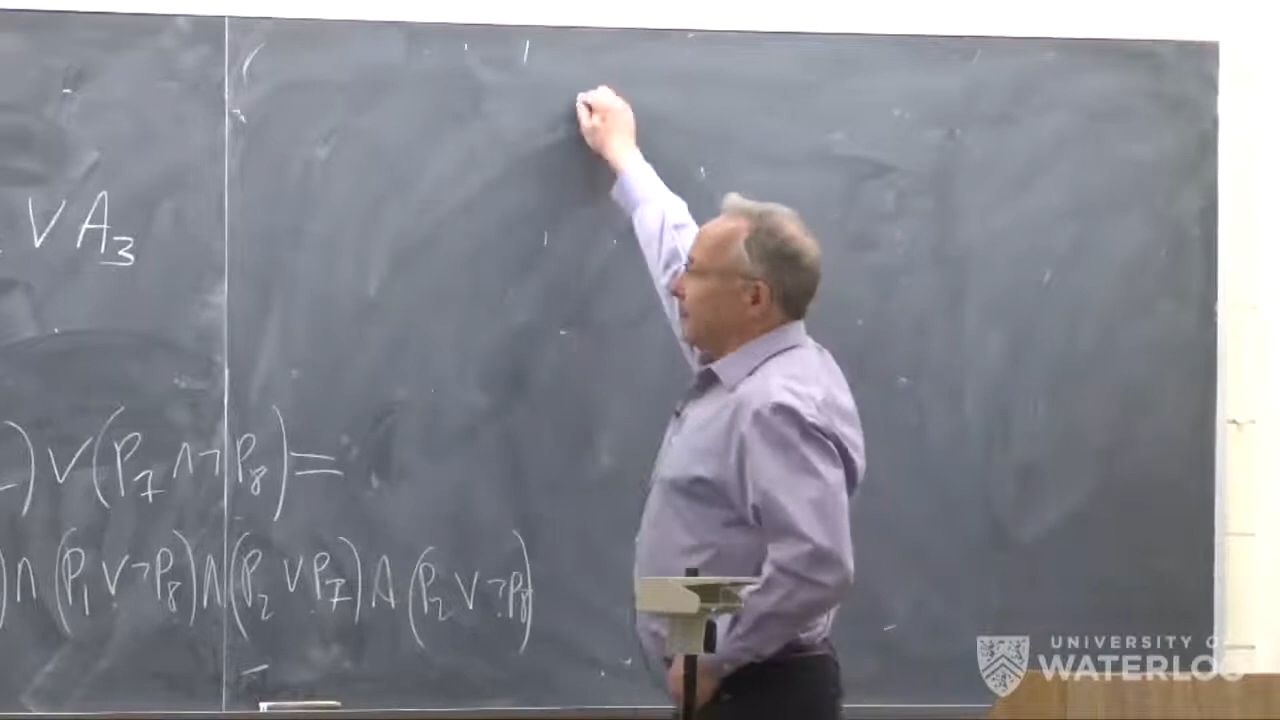 ∨ A₃
) ∨ (P₇ ∧ ¬ P₈) =
) ∧ (P₁ ∨ ¬P₈) ∧ (P₂ ∨ P₇) ∧ (P₂ ∨ ¬P₈)
UNIVERSITY OF
WATERLOO